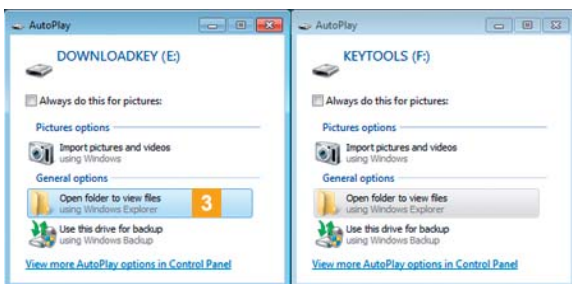 AutoPlay
DOWNLOADKEY (E:)
Always do this for pictures:
Pictures options
Import pictures and videos
using Windows
General options
Open folder to view files
using Windows Explorer
3
Use this drive for backup
using Windows Backup
View more AutoPlay options in Control Panel
AutoPlay
KEYTOOLS (F:)
Always do this for pictures:
Pictures options
Import pictures and videos
using Windows
General options
Open folder to view files
using Windows Explorer
Use this drive for backup
using Windows Backup
View more AutoPlay options in Control Panel